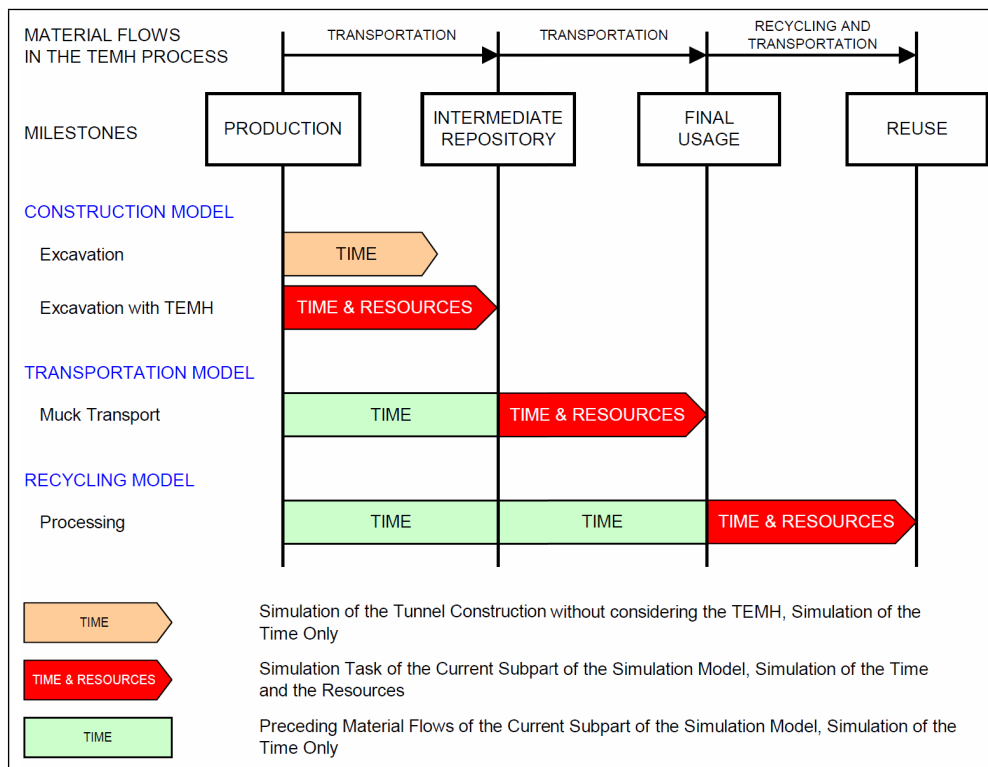 MATERIAL FLOWS
IN THE TEMH PROCESS
TRANSPORTATION
TRANSPORTATION
RECYCLING AND
TRANSPORTATION
MILESTONES
PRODUCTION
INTERMEDIATE
REPOSITORY
FINAL
USAGE
REUSE
CONSTRUCTION MODEL
Excavation
TIME
Excavation with TEMH
TIME & RESOURCES
TRANSPORTATION MODEL
Muck Transport
TIME
TIME & RESOURCES
RECYCLING MODEL
Processing
TIME
TIME
TIME & RESOURCES
TIME
Simulation of the Tunnel Construction without considering the TEMH, Simulation of the
Time Only
TIME & RESOURCES
Simulation Task of the Current Subpart of the Simulation Model, Simulation of the Time
and the Resources
TIME
Preceding Material Flows of the Current Subpart of the Simulation Model, Simulation of the
Time Only